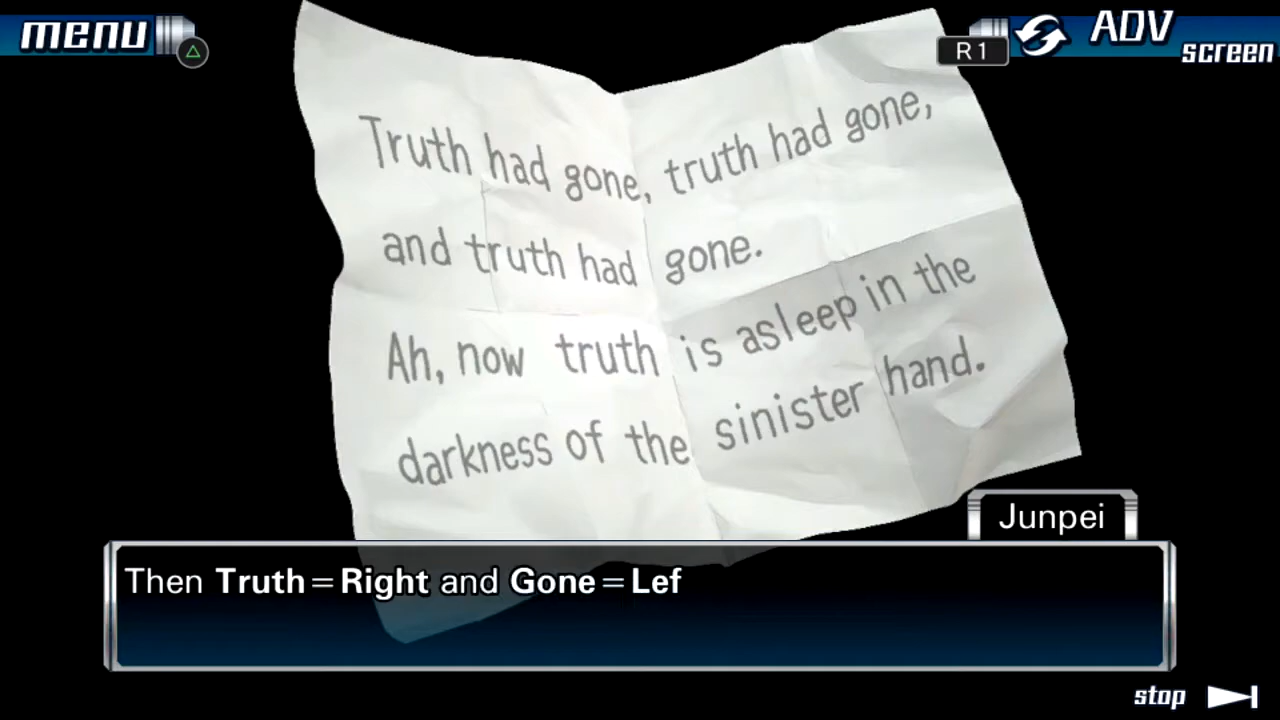 menu
R1
ADV
screen
Truth had gone, truth had gone,
and truth had gone.
Ah, now truth is asleep in the
darkness of the sinister hand.
Junpei
Then Truth=Right and Gone=Lef
stop